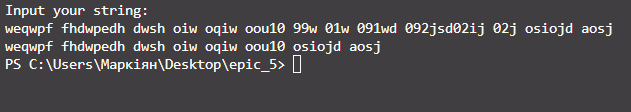 Input your string:
weqwpf fhdwpedh dwsh oiw oqiw oou10 99w 01w 091wd 092jsd02ij 02j osiojd aosj
weqwpf fhdwpedh dwsh oiw oqiw oou10 osiojd aosj
PS C:\Users\Маркіян\Desktop\epic_5>